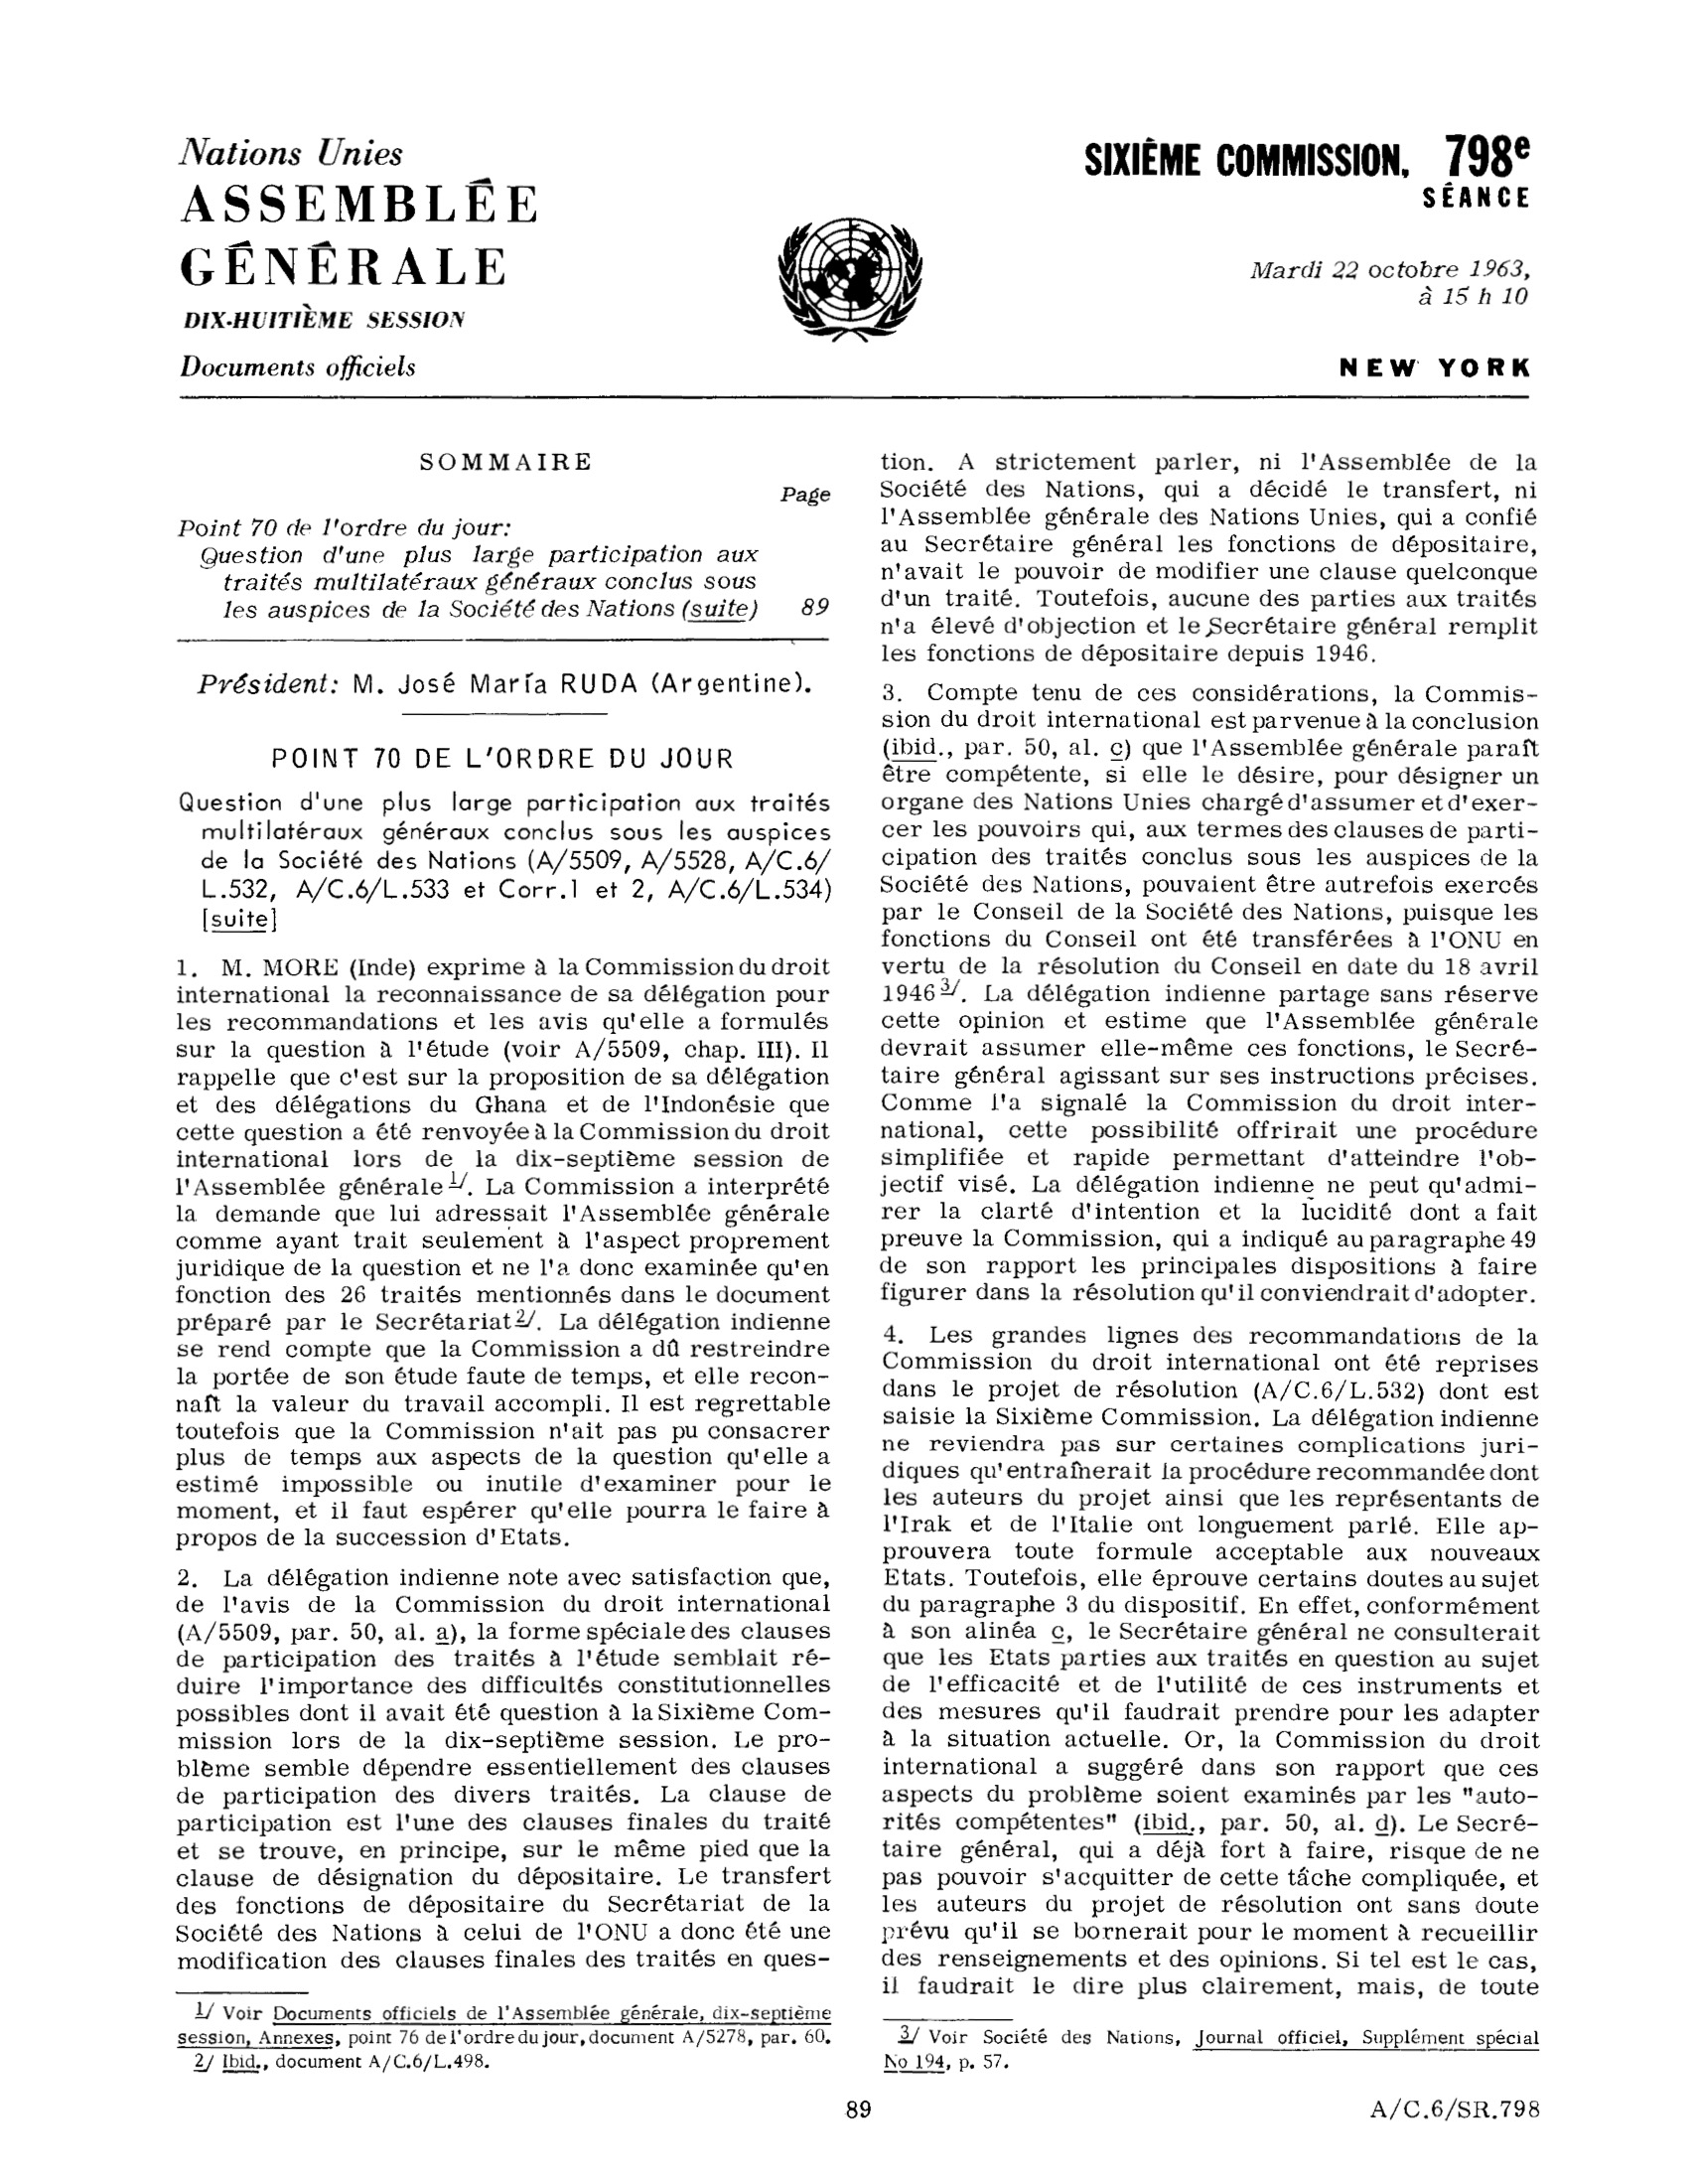 Nations Unies
ASSEMBLÉE
GÉNÉRALE
DIX-HUITIÈME SESSION
Documents officiels
SIXIÈME COMMISSION, 798e
SÉANCE
Mardi 22 octobre 1963,
à 15 h 10
NEW YORK
SOMMAIRE
Page
Point 70 de l'ordre du jour:
Question d'une plus large participation aux
traités multilatéraux généraux conclus sous
les auspices de la Société des Nations (suite) 89
Président: M. José María RUDA (Argentine).
POINT 70 DE L'ORDRE DU JOUR
Question d'une plus large participation aux traités
multilatéraux généraux conclus sous les auspices
de la Société des Nations (A/5509, A/5528, A/C.6/
L.532, A/C.6/L.533 et Corr.1 et 2, A/C.6/L.534)
[suite]
1. M. MORE (Inde) exprime à la Commission du droit
international la reconnaissance de sa délégation pour
les recommandations et les avis qu'elle a formulés
sur la question à l'étude (voir A/5509, chap. III). Il
rappelle que c'est sur la proposition de sa délégation
et des délégations du Ghana et de l'Indonésie que
cette question a été renvoyée à la Commission du droit
international lors de la dix-septième session de
l'Assemblée générale 1/. La Commission a interprété
la demande que lui adressait l'Assemblée générale
comme ayant trait seulement à l'aspect proprement
juridique de la question et ne l'a donc examinée qu'en
fonction des 26 traités mentionnés dans le document
préparé par le Secrétariat 2/. La délégation indienne
se rend compte que la Commission a dû restreindre
la portée de son étude faute de temps, et elle recon-
naît la valeur du travail accompli. Il est regrettable
toutefois que la Commission n'ait pas pu consacrer
plus de temps aux aspects de la question qu'elle a
estimé impossible ou inutile d'examiner pour le
moment, et il faut espérer qu'elle pourra le faire à
propos de la succession d'Etats.
2. La délégation indienne note avec satisfaction que,
de l'avis de la Commission du droit international
(A/5509, par. 50, al. a), la forme spéciale des clauses
de participation des traités à l'étude semblait ré-
duire l'importance des difficultés constitutionnelles
possibles dont il avait été question à la Sixième Com-
mission lors de la dix-septième session. Le pro-
blème semble dépendre essentiellement des clauses
de participation des divers traités. La clause de
participation est l'une des clauses finales du traité
et se trouve, en principe, sur le même pied que la
clause de désignation du dépositaire. Le transfert
des fonctions de dépositaire du Secrétariat de la
Société des Nations à celui de l'ONU a donc été une
modification des clauses finales des traités en ques-
1/ Voir Documents officiels de l'Assemblée générale, dix-septième
session, Annexes, point 76 de l'ordre du jour, document A/5278, par. 60.
2/ Ibid., document A/C.6/L.498.
tion. A strictement parler, ni l'Assemblée de la
Société des Nations, qui a décidé le transfert, ni
l'Assemblée générale des Nations Unies, qui a confié
au Secrétaire général les fonctions de dépositaire,
n'avait le pouvoir de modifier une clause quelconque
d'un traité. Toutefois, aucune des parties aux traités
n'a élevé d'objection et le Secrétaire général remplit
les fonctions de dépositaire depuis 1946.
3. Compte tenu de ces considérations, la Commis-
sion du droit international est parvenue à la conclusion
(ibid., par. 50, al. c) que l'Assemblée générale paraît
être compétente, si elle le désire, pour désigner un
organe des Nations Unies chargé d'assumer et d'exer-
cer les pouvoirs qui, aux termes des clauses de parti-
cipation des traités conclus sous les auspices de la
Société des Nations, pouvaient être autrefois exercés
par le Conseil de la Société des Nations, puisque les
fonctions du Conseil ont été transférées à l'ONU en
vertu de la résolution du Conseil en date du 18 avril
1946 3/. La délégation indienne partage sans réserve
cette opinion et estime que l'Assemblée générale
devrait assumer elle-même ces fonctions, le Secré-
taire général agissant sur ses instructions précises.
Comme l'a signalé la Commission du droit inter-
national, cette possibilité offrirait une procédure
simplifiée et rapide permettant d'atteindre l'ob-
jectif visé. La délégation indienne ne peut qu'admi-
rer la clarté d'intention et la lucidité dont a fait
preuve la Commission, qui a indiqué au paragraphe 49
de son rapport les principales dispositions à faire
figurer dans la résolution qu'il conviendrait d'adopter.
4. Les grandes lignes des recommandations de la
Commission du droit international ont été reprises
dans le projet de résolution (A/C.6/L.532) dont est
saisie la Sixième Commission. La délégation indienne
ne reviendra pas sur certaines complications juri-
diques qu'entraînerait la procédure recommandée dont
les auteurs du projet ainsi que les représentants de
l'Irak et de l'Italie ont longuement parlé. Elle ap-
prouvera toute formule acceptable aux nouveaux
Etats. Toutefois, elle éprouve certains doutes au sujet
du paragraphe 3 du dispositif. En effet, conformément
à son alinéa c, le Secrétaire général ne consulterait
que les Etats parties aux traités en question au sujet
de l'efficacité et de l'utilité de ces instruments et
des mesures qu'il faudrait prendre pour les adapter
à la situation actuelle. Or, la Commission du droit
international a suggéré dans son rapport que ces
aspects du problème soient examinés par les "auto-
rités compétentes" (ibid., par. 50, al. d). Le Secré-
taire général, qui a déjà fort à faire, risque de ne
pas pouvoir s'acquitter de cette tâche compliquée, et
les auteurs du projet de résolution ont sans doute
prévu qu'il se bornerait pour le moment à recueillir
des renseignements et des opinions. Si tel est le cas,
il faudrait le dire plus clairement, mais, de toute
3/ Voir Société des Nations, Journal officiel, Supplément spécial
No 194, p. 57.
89
A/C.6/SR.798